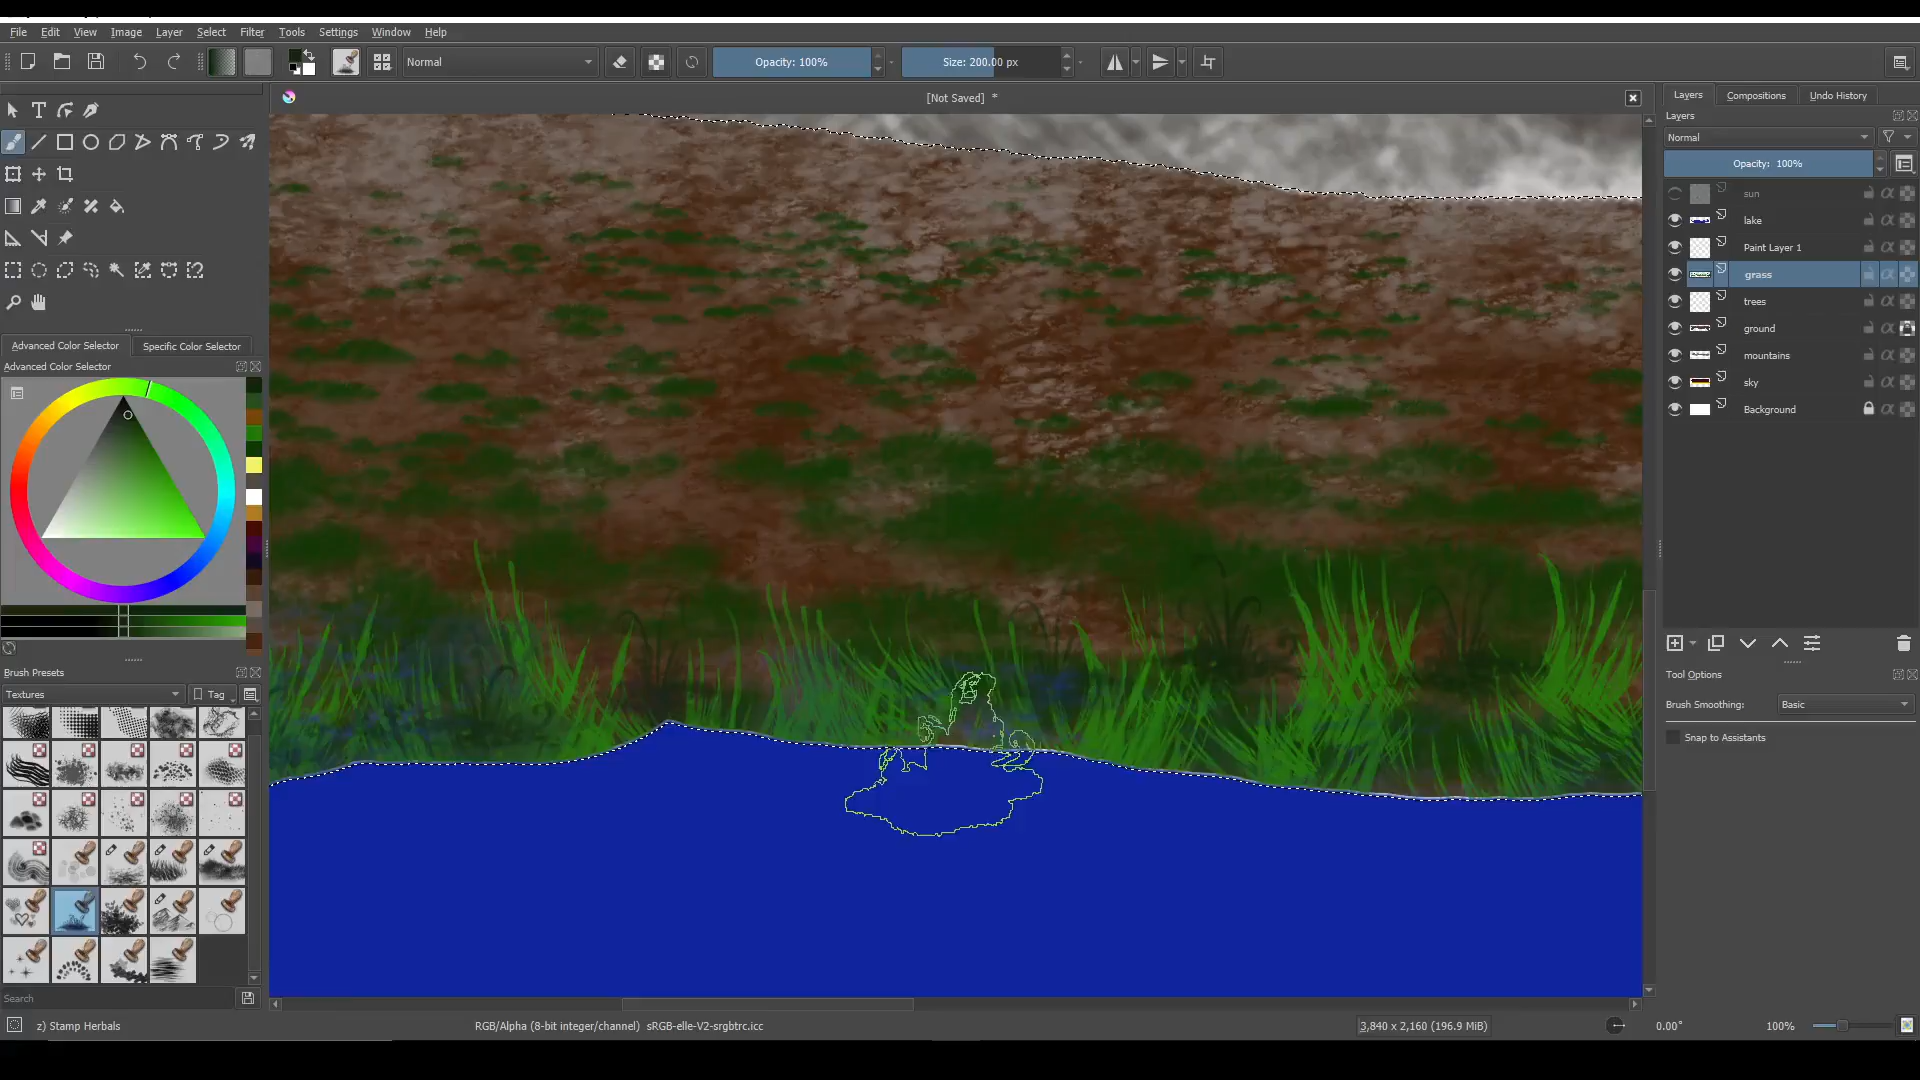 File Edit View Image Layer Select Filter Tools Settings Window Help
Normal Opacity: 100% Size: 200.00 px
[Not Saved] *
Layers Compositions Undo History
Layers
Normal
Opacity: 100%
sun
lake
Paint Layer 1
grass
trees
ground
mountains
sky
Background
Advanced Color Selector Specific Color Selector
Advanced Color Selector
Brush Presets
Textures Tag
Tool Options
Brush Smoothing: Basic
Snap to Assistants
Search
z) Stamp Herbals RGB/Alpha (8-bit integer/channel) sRGB-elle-V2-srgbtrc.icc 3,840 x 2,160 (196.9 MiB) 0.00° 100%